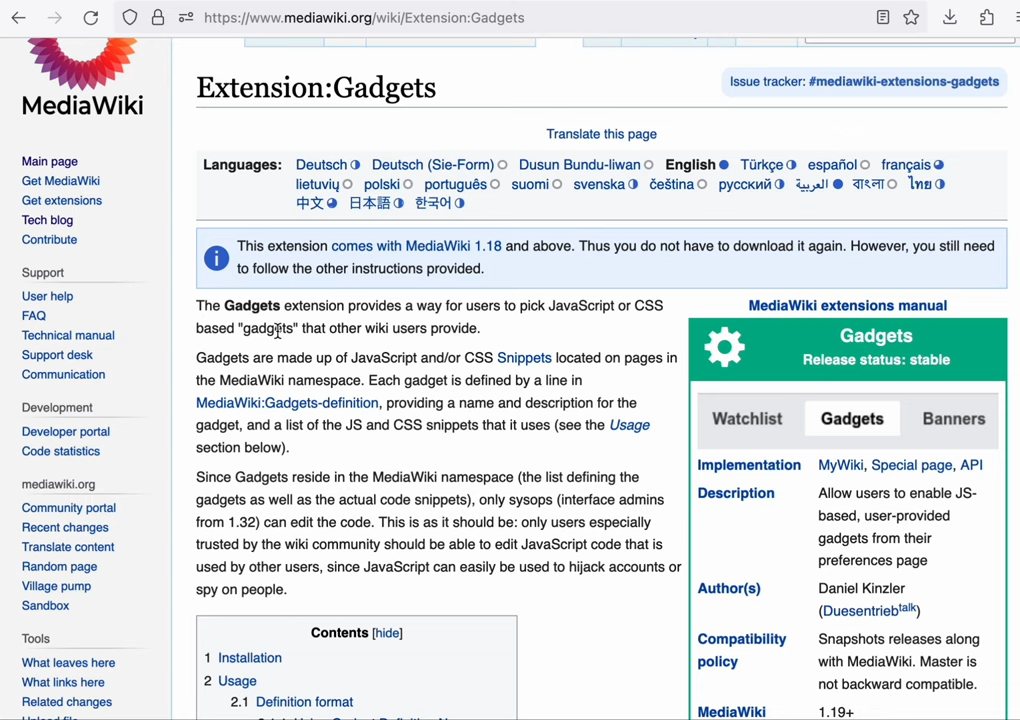 https://www.mediawiki.org/wiki/Extension:Gadgets
MediaWiki
Main page
Get MediaWiki
Get extensions
Tech blog
Contribute
Support
User help
FAQ
Technical manual
Support desk
Communication
Development
Developer portal
Code statistics
mediawiki.org
Community portal
Recent changes
Translate content
Random page
Village pump
Sandbox
Tools
What leaves here
What links here
Related changes
Upload file
Extension:Gadgets
Issue tracker: #mediawiki-extensions-gadgets
Translate this page
Languages: Deutsch Deutsch (Sie-Form) Dusun Bundu-liwan English Türkçe español français
lietuvių polski português suomi svenska čeština русский العربية বাংলা ไทย
中文 日本語 한국어
This extension comes with MediaWiki 1.18 and above. Thus you do not have to download it again. However, you still need
to follow the other instructions provided.
The Gadgets extension provides a way for users to pick JavaScript or CSS
based "gadgets" that other wiki users provide.
Gadgets are made up of JavaScript and/or CSS Snippets located on pages in
the MediaWiki namespace. Each gadget is defined by a line in
MediaWiki:Gadgets-definition, providing a name and description for the
gadget, and a list of the JS and CSS snippets that it uses (see the Usage
section below).
Since Gadgets reside in the MediaWiki namespace (the list defining the
gadgets as well as the actual code snippets), only sysops (interface admins
from 1.32) can edit the code. This is as it should be: only users especially
trusted by the wiki community should be able to edit JavaScript code that is
used by other users, since JavaScript can easily be used to hijack accounts or
spy on people.
Contents [hide]
1 Installation
2 Usage
2.1 Definition format
MediaWiki extensions manual
Gadgets
Release status: stable
Watchlist Gadgets Banners
Implementation MyWiki, Special page, API
Description Allow users to enable JS-
based, user-provided
gadgets from their
preferences page
Author(s) Daniel Kinzler
(Duesentrieb talk)
Compatibility Snapshots releases along
policy with MediaWiki. Master is
not backward compatible.
MediaWiki 1.19+